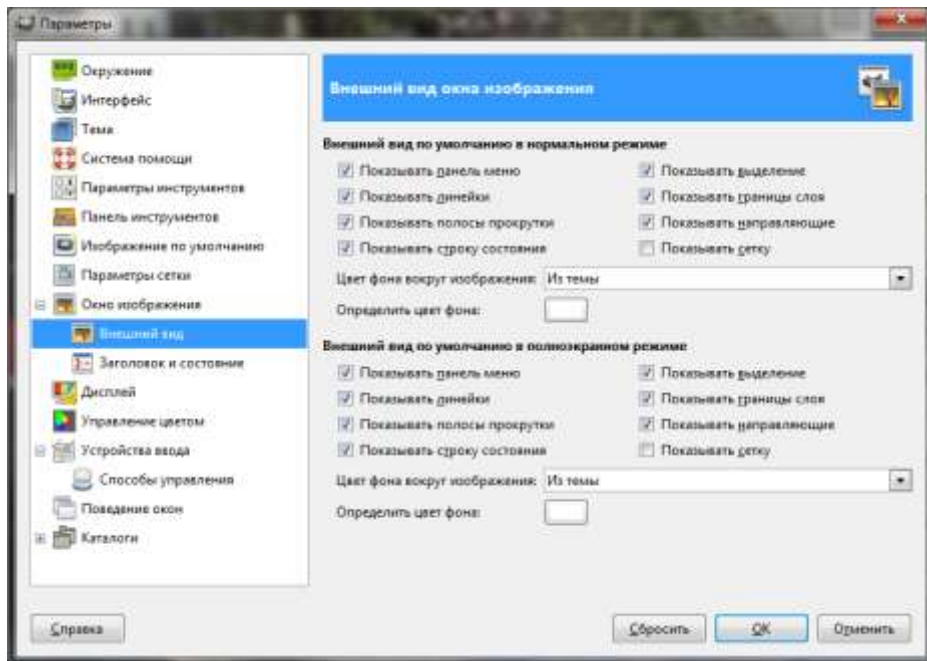 Параметры
Окружение
Интерфейс
Тема
Система помощи
Параметры инструментов
Панель инструментов
Изображение по умолчанию
Параметры сетки
Окно изображения
Внешний вид
Заголовок и состояние
Дисплей
Управление цветом
Устройства ввода
Способы управления
Поведение окон
Каталоги
Внешний вид окна изображения
Внешний вид по умолчанию в нормальном режиме
Показывать панель меню
Показывать выделение
Показывать линейки
Показывать границы слоя
Показывать полосы прокрутки
Показывать направляющие
Показывать строку состояния
Показывать сетку
Цвет фона вокруг изображения: Из темы
Определить цвет фона:
Внешний вид по умолчанию в полноэкранном режиме
Показывать панель меню
Показывать выделение
Показывать линейки
Показывать границы слоя
Показывать полосы прокрутки
Показывать направляющие
Показывать строку состояния
Показывать сетку
Цвет фона вокруг изображения: Из темы
Определить цвет фона:
Справка
Сбросить
OK
Отменить